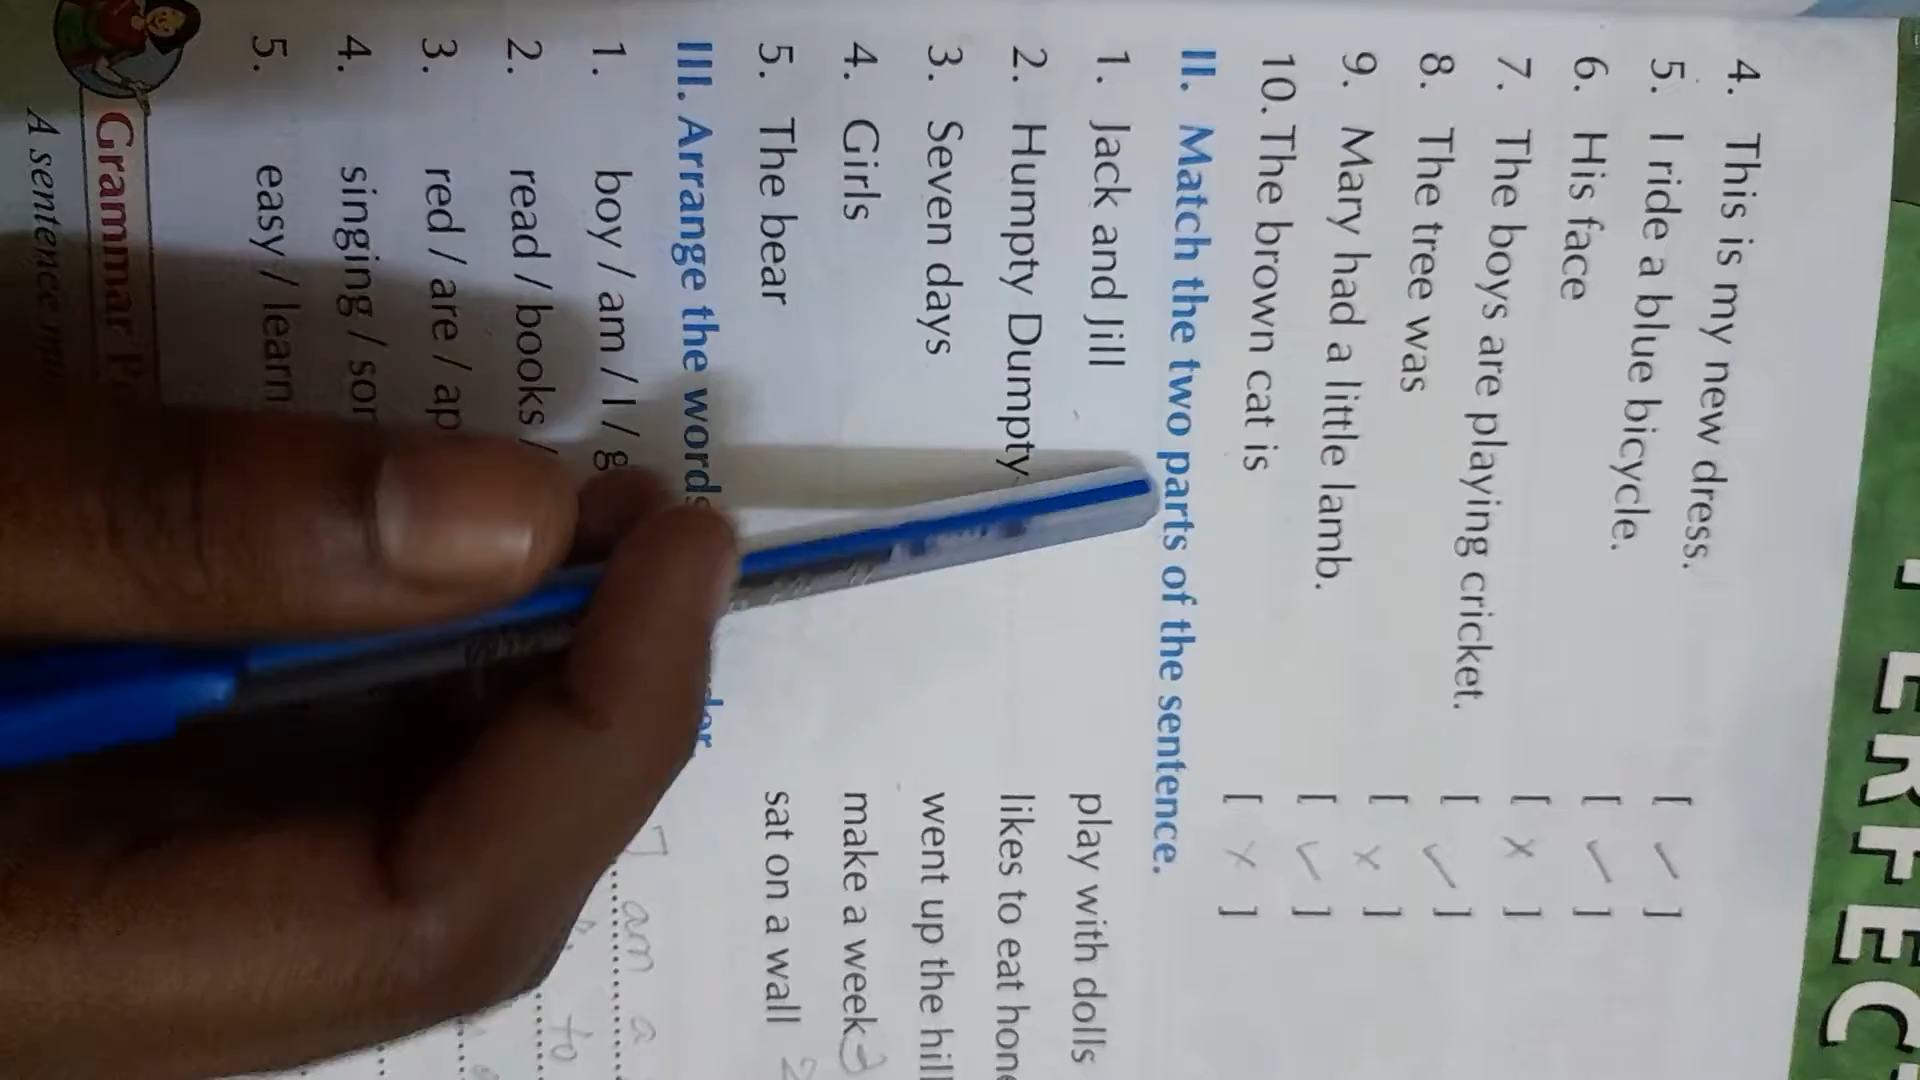 PERFEC
4. This is my new dress. [ ✓ ]
5. I ride a blue bicycle. [ ✓ ]
6. His face [ x ]
7. The boys are playing cricket. [ ✓ ]
8. The tree was [ x ]
9. Mary had a little lamb. [ ✓ ]
10. The brown cat is [ x ]
II. Match the two parts of the sentence.
1. Jack and Jill play with dolls
2. Humpty Dumpty likes to eat hone
3. Seven days went up the hill
4. Girls make a week 3
5. The bear sat on a wall 2
III. Arrange the words
1. boy / am / I / g am a
2. read / books / to
3. red / are / ap
4. singing / son
5. easy / learn
Grammar
A sentence